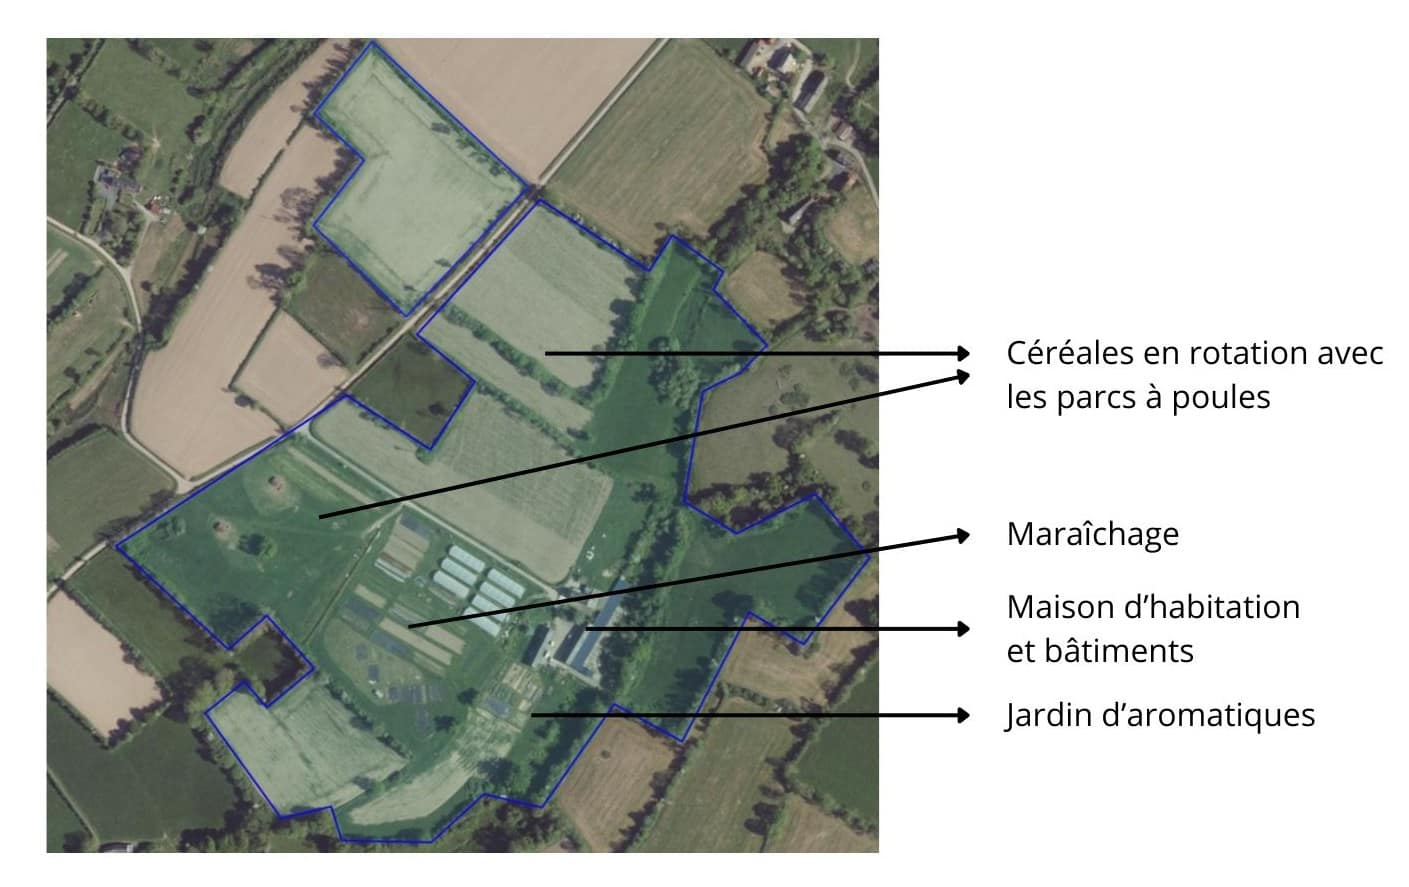 Céréales en rotation avec
les parcs à poules
Maraîchage
Maison d’habitation
et bâtiments
Jardin d’aromatiques